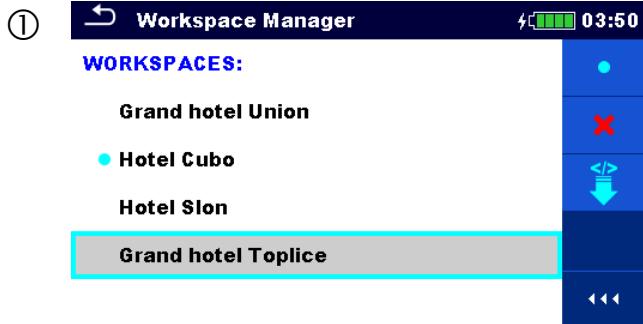 ①
Workspace Manager 03:50
WORKSPACES:
Grand hotel Union
Hotel Cubo
</>
Hotel Slon
Grand hotel Toplice